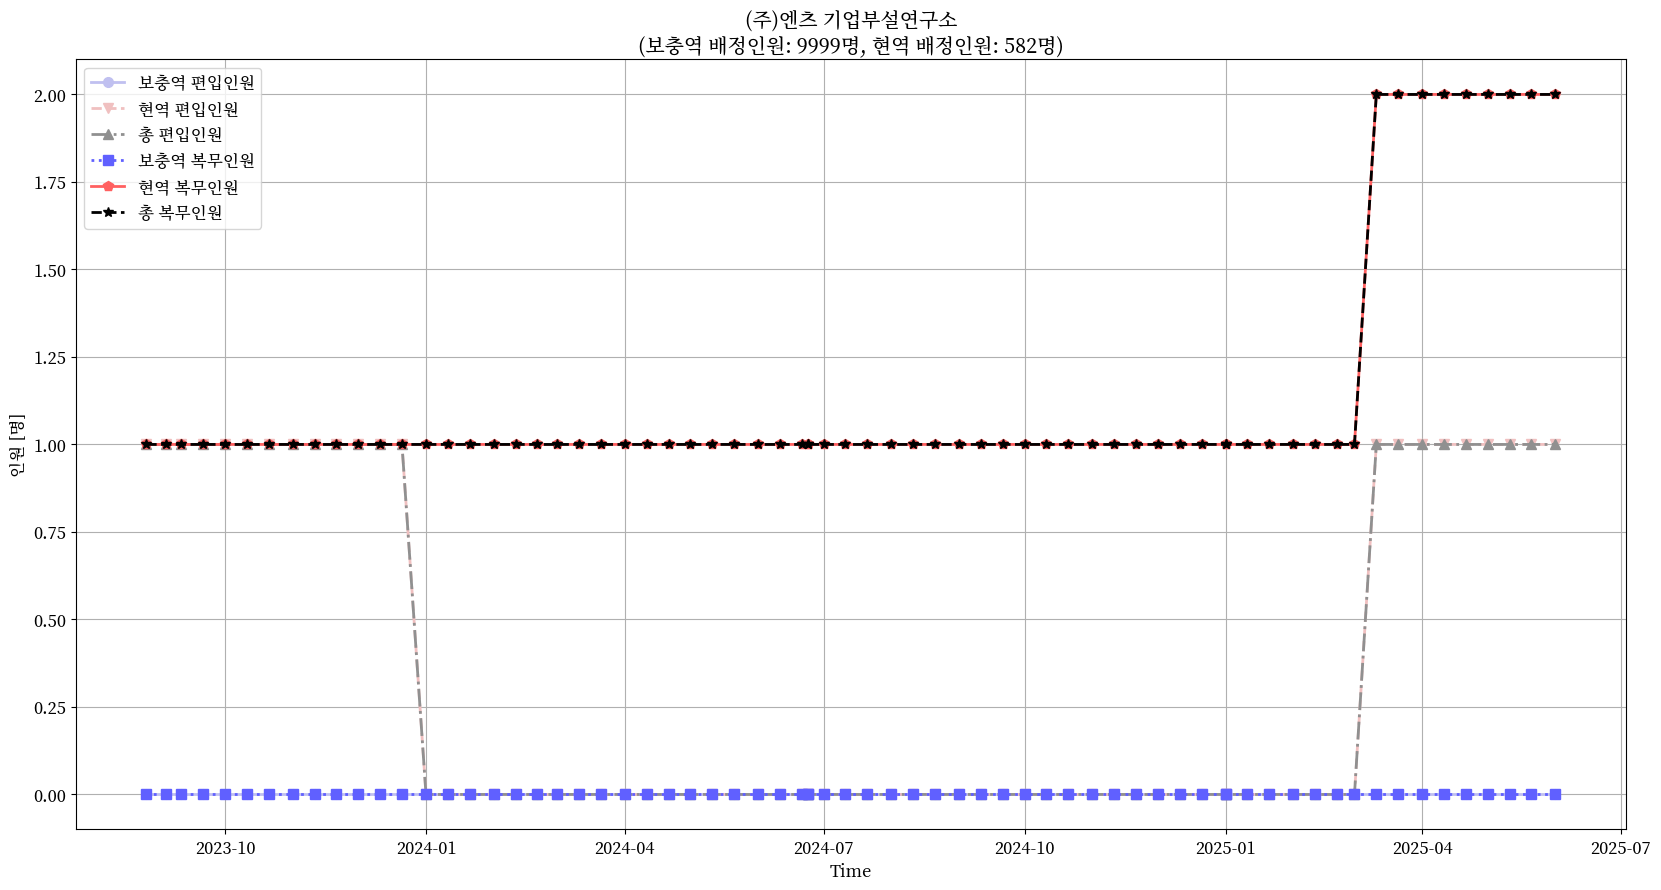 (주)엔츠 기업부설연구소
(보충역 배정인원: 9999명, 현역 배정인원: 582명)
보충역 편입인원
현역 편입인원
총 편입인원
보충역 복무인원
현역 복무인원
총 복무인원
인원 [명]
2.00
1.75
1.50
1.25
1.00
0.75
0.50
0.25
0.00
2023-10
2024-01
2024-04
2024-07
2024-10
2025-01
2025-04
2025-07
Time